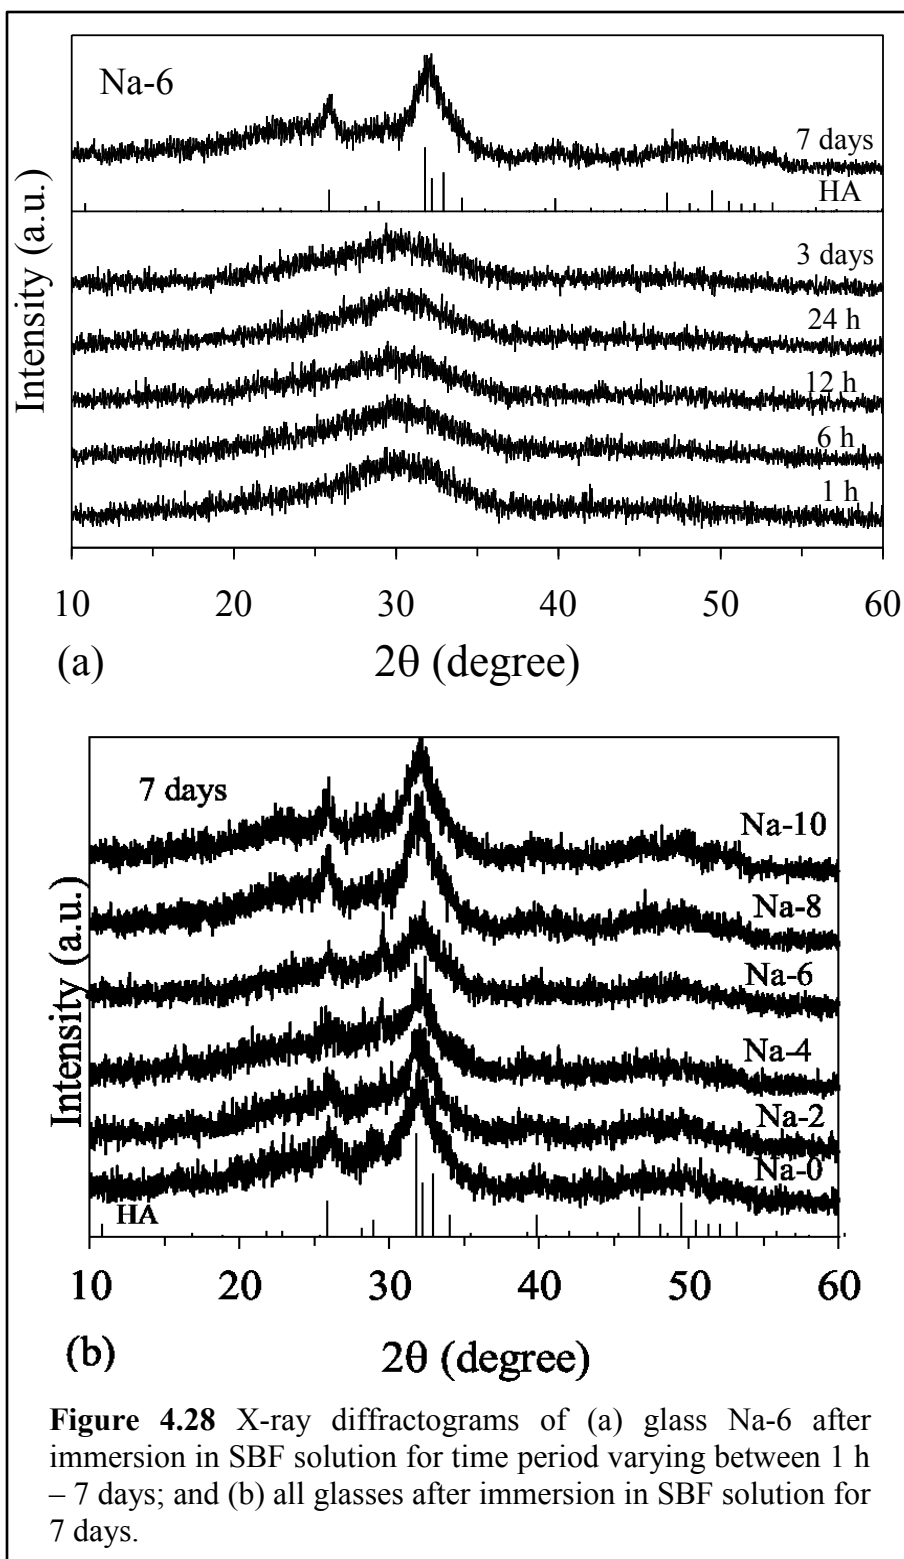 Na-6
7 days
HA
3 days
24 h
12 h
6 h
1 h
Intensity (a.u.)
10 20 30 40 50 60
(a) 2θ (degree)
7 days
Na-10
Na-8
Na-6
Na-4
Na-2
Na-0
HA
Intensity (a.u.)
10 20 30 40 50 60
(b) 2θ (degree)
Figure 4.28 X-ray diffractograms of (a) glass Na-6 after
immersion in SBF solution for time period varying between 1 h
– 7 days; and (b) all glasses after immersion in SBF solution for
7 days.